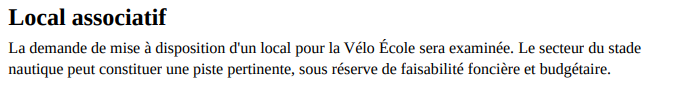 Local associatif
La demande de mise à disposition d'un local pour la Vélo École sera examinée. Le secteur du stade
nautique peut constituer une piste pertinente, sous réserve de faisabilité foncière et budgétaire.